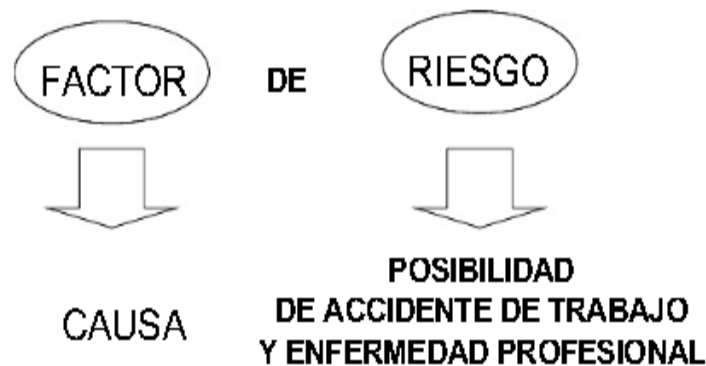 FACTOR DE RIESGO
CAUSA
POSIBILIDAD
DE ACCIDENTE DE TRABAJO
Y ENFERMEDAD PROFESIONAL